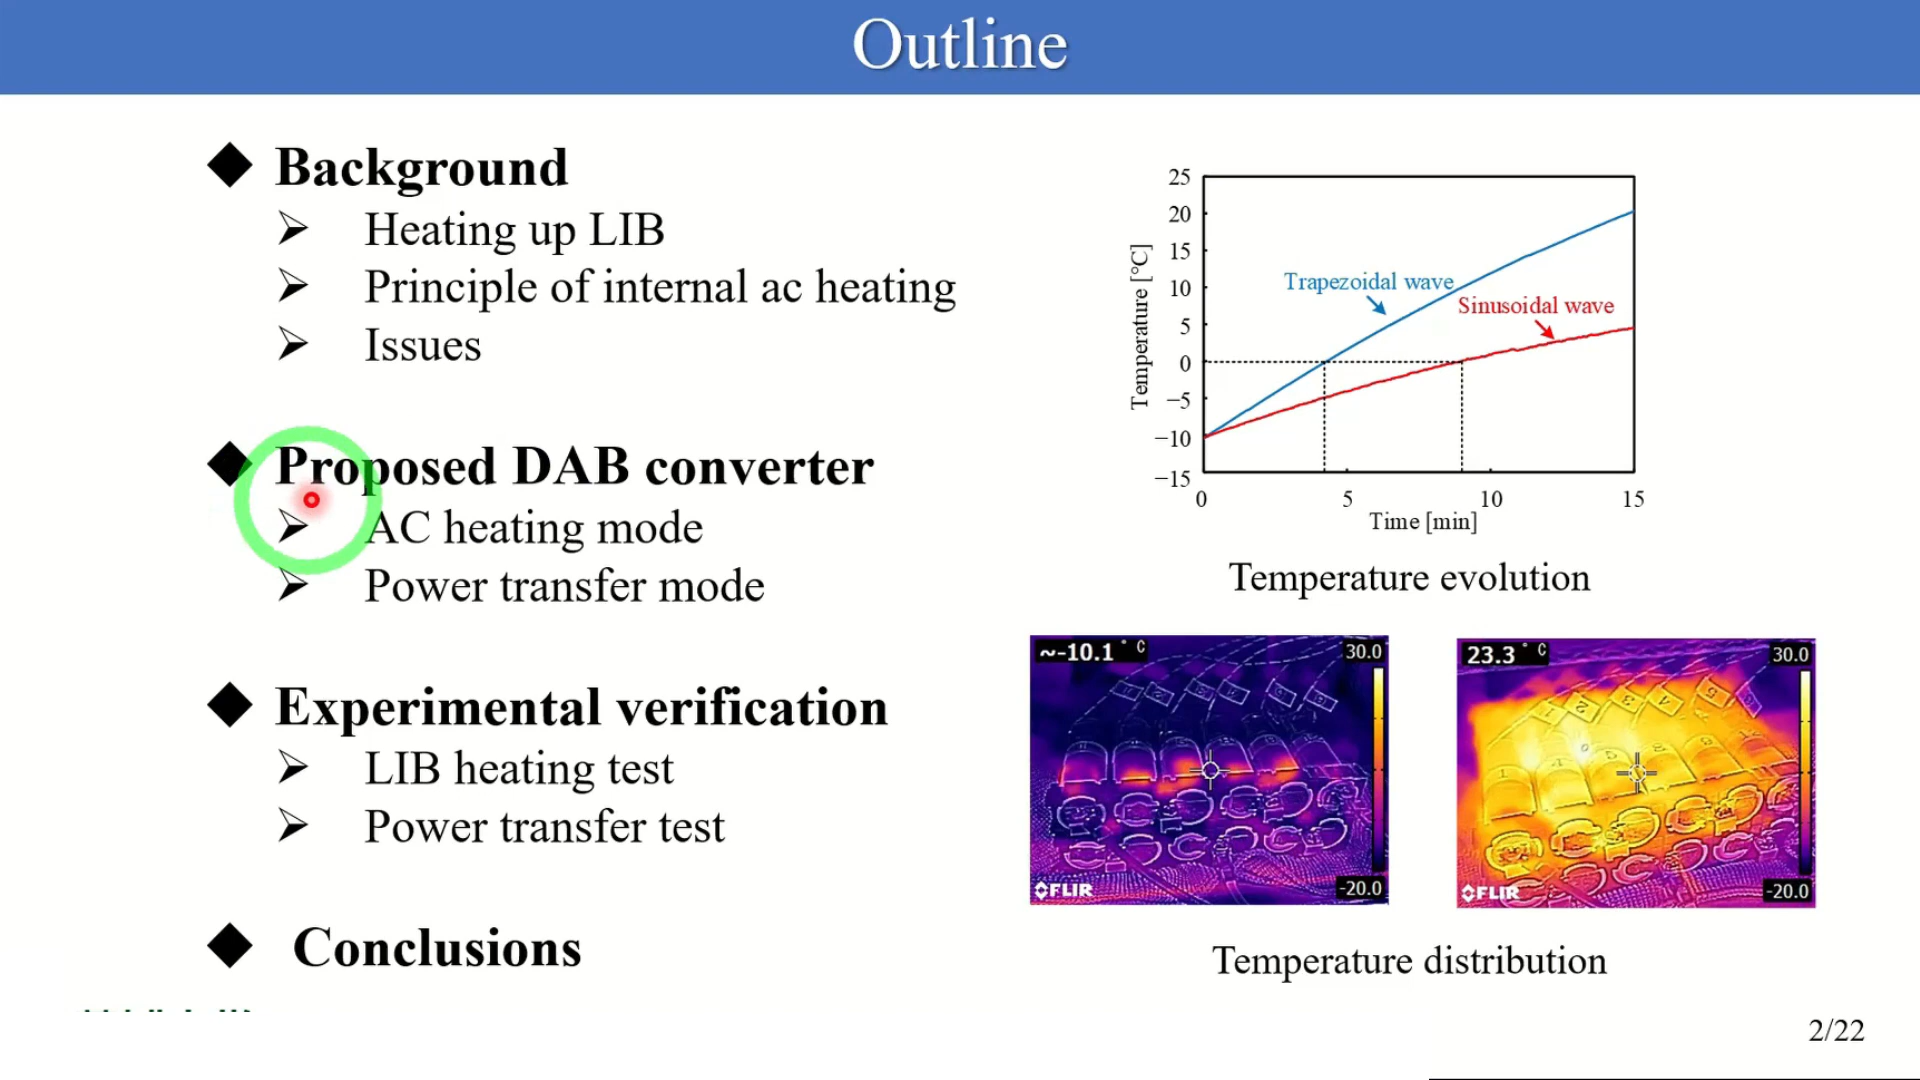 Outline
Background
Heating up LIB
Principle of internal ac heating
Issues
Proposed DAB converter
AC heating mode
Power transfer mode
Experimental verification
LIB heating test
Power transfer test
Conclusions
25
20
15
10
5
0
−5
−10
−15
Temperature [°C]
Trapezoidal wave
Sinusoidal wave
0
5
10
15
Time [min]
Temperature evolution
~-10.1 °C
30.0
-20.0
FLIR
23.3 °C
30.0
-20.0
FLIR
Temperature distribution
2/22